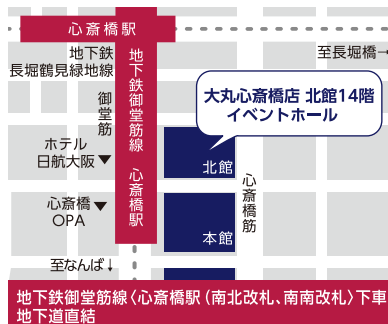 心斎橋駅
地下鉄
長堀鶴見緑地線
至長堀橋→
地下鉄御堂筋線 心斎橋駅
御堂筋
大丸心斎橋店 北館14階
イベントホール
ホテル
日航大阪▼
北館
心斎橋筋
心斎橋▼
OPA
本館
至なんば↓
地下鉄御堂筋線〈心斎橋駅（南北改札、南南改札〉下車
地下道直結